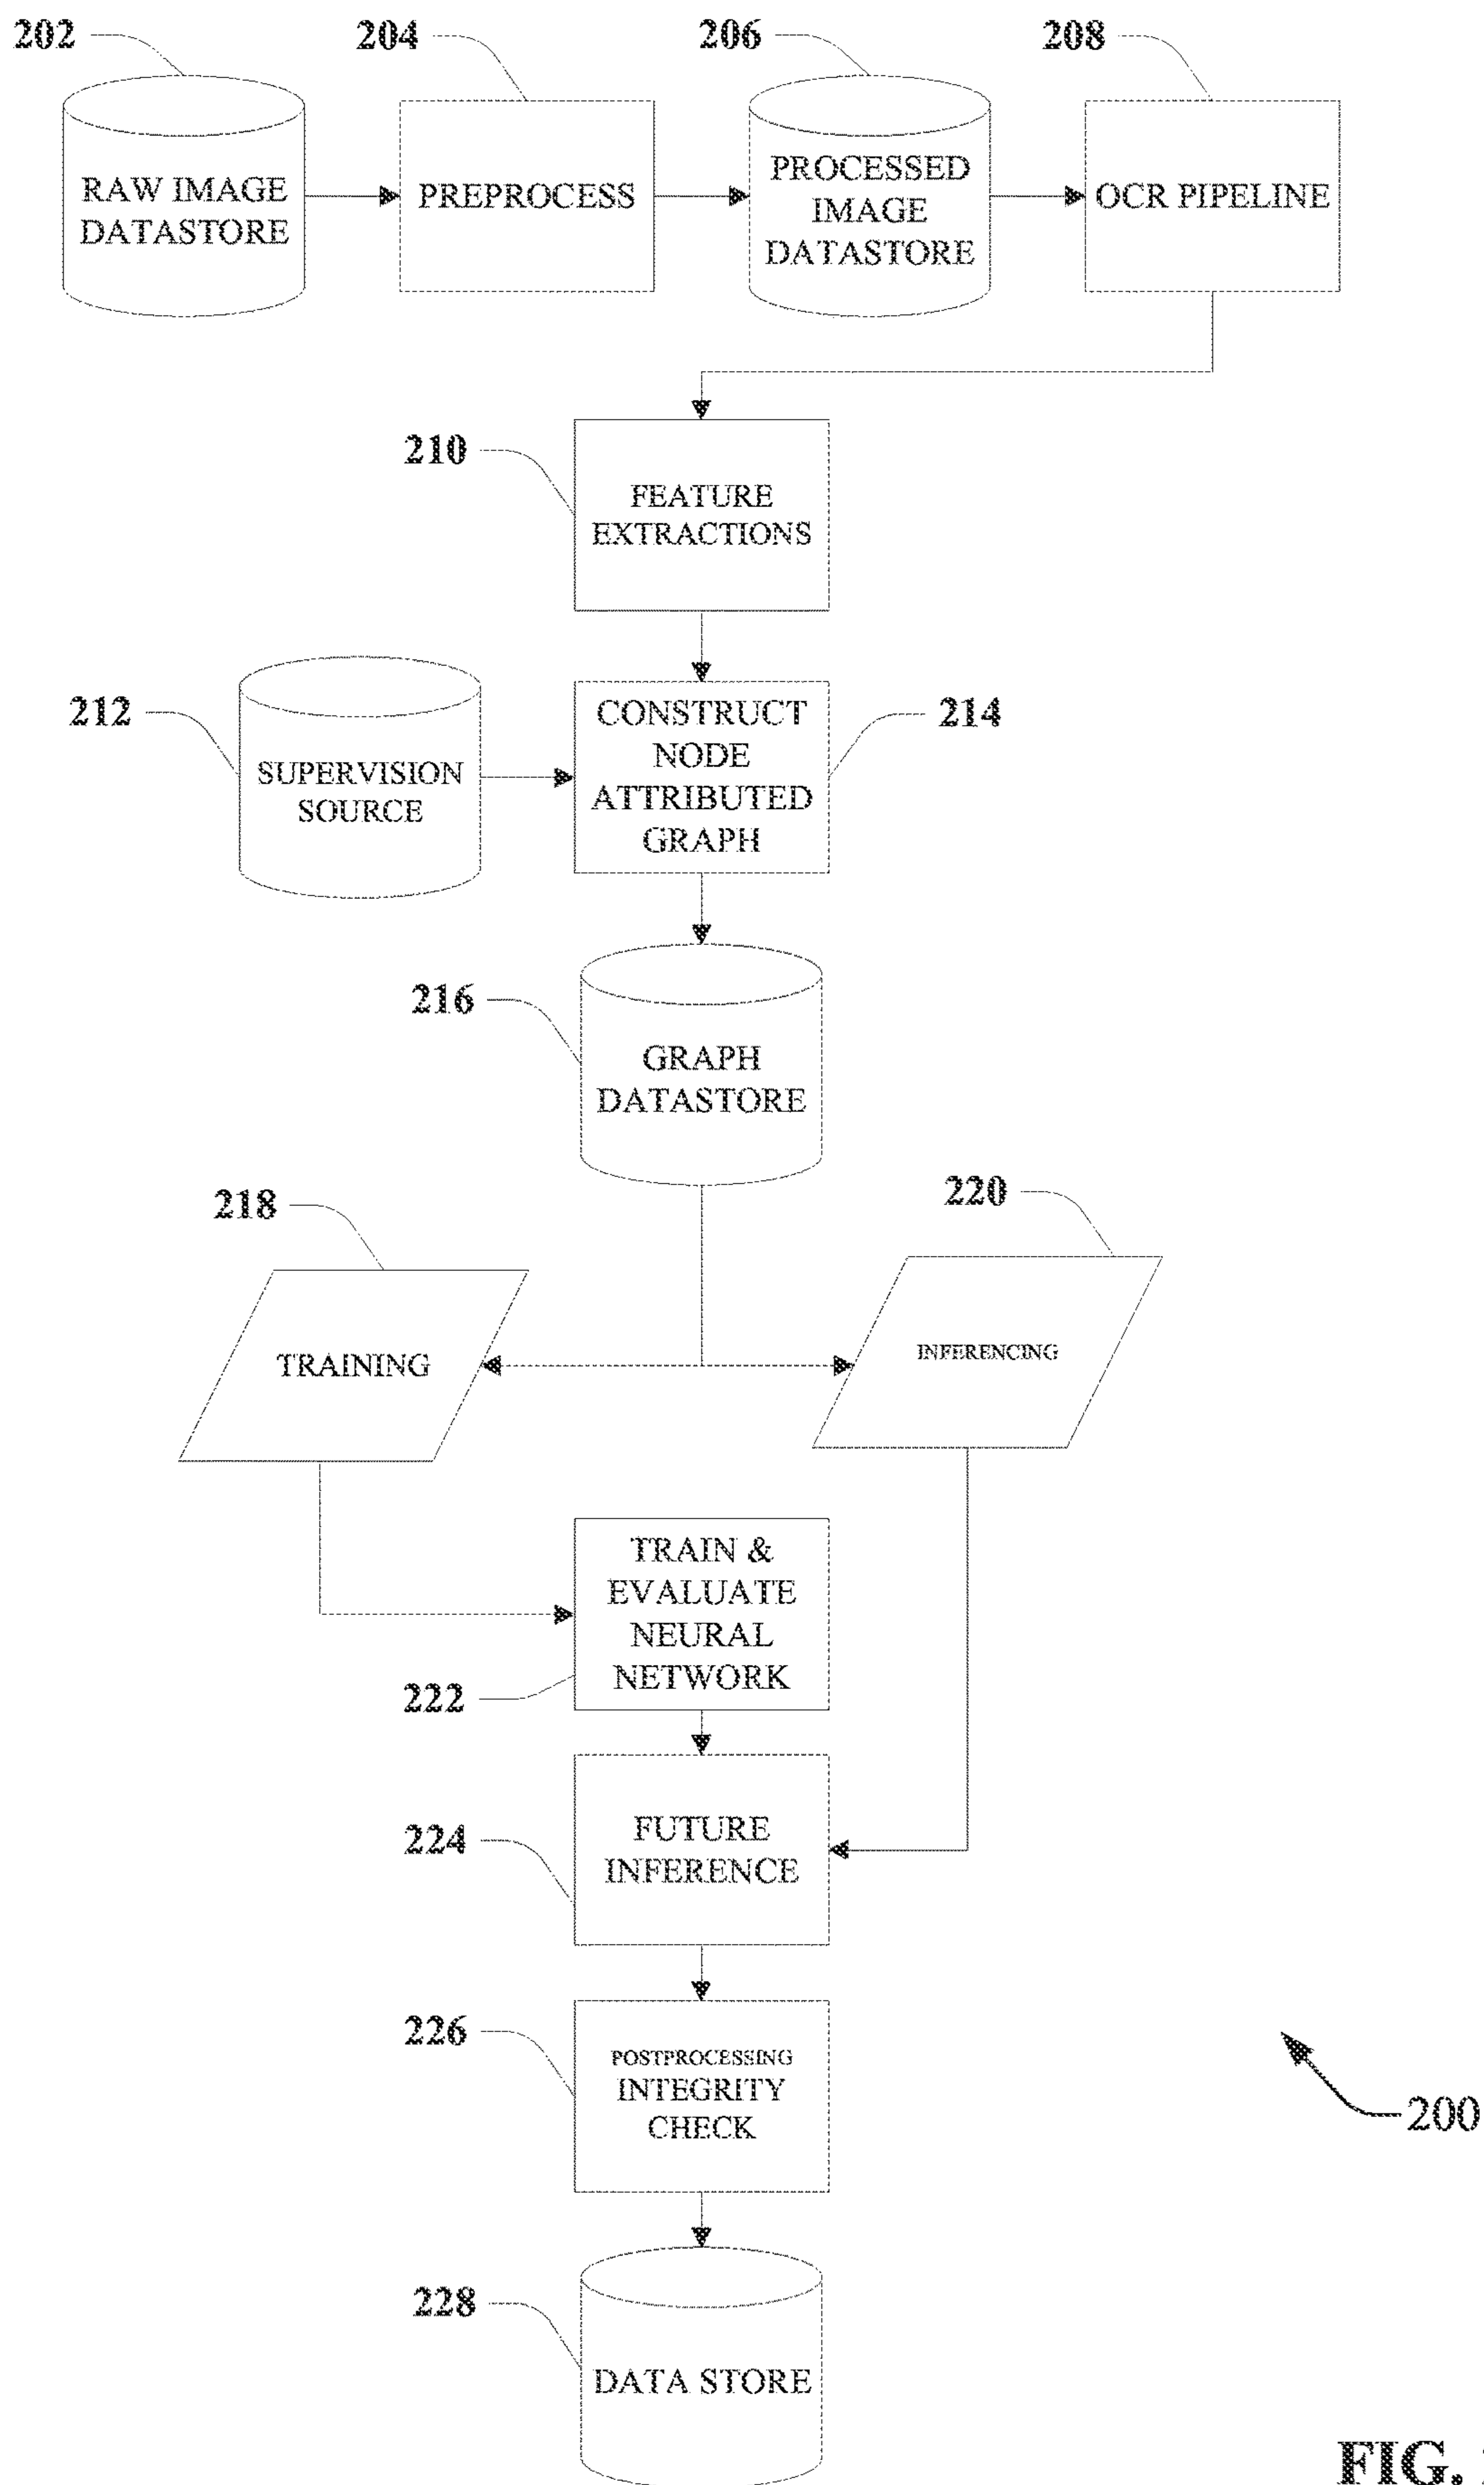 202
204
206
208
RAW IMAGE
DATASTORE
PREPROCESS
PROCESSED
IMAGE
DATASTORE
OCR PIPELINE
210
FEATURE
EXTRACTIONS
212
SUPERVISION
SOURCE
CONSTRUCT
NODE
ATTRIBUTED
GRAPH
214
216
GRAPH
DATASTORE
218
220
TRAINING
INFERENCING
TRAIN &
EVALUATE
NEURAL
NETWORK
222
224
FUTURE
INFERENCE
226
POSTPROCESSING
INTEGRITY
CHECK
200
228
DATA STORE
FIG.